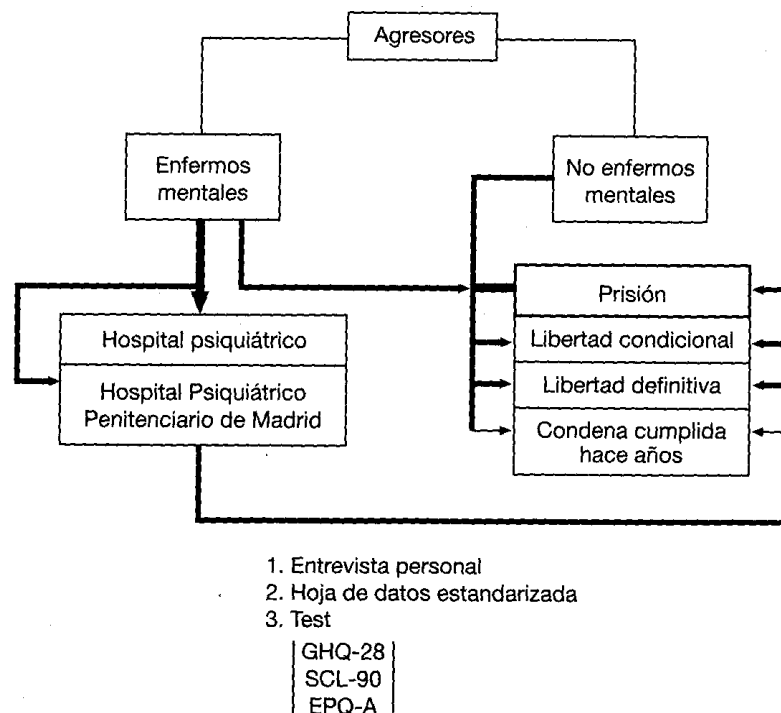 Agresores
Enfermos
mentales
No enfermos
mentales
Hospital psiquiátrico
Hospital Psiquiátrico
Penitenciario de Madrid
Prisión
Libertad condicional
Libertad definitiva
Condena cumplida
hace años
1. Entrevista personal
2. Hoja de datos estandarizada
3. Test
GHQ-28
SCL-90
EPQ-A